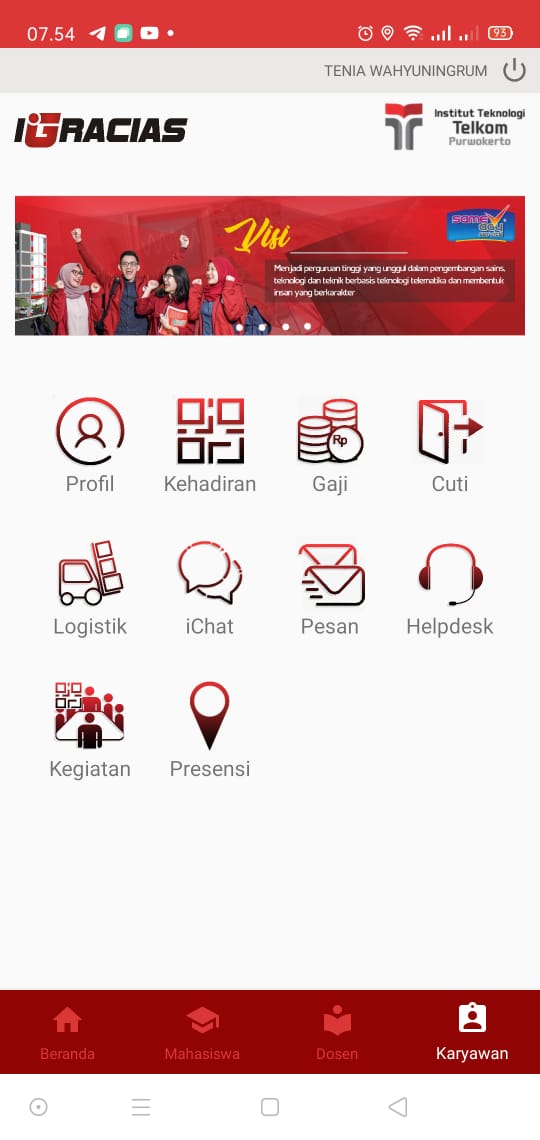 07.54
93
TENIA WAHYUNINGRUM
IGRACIAS
Institut Teknologi
Telkom
Purwokerto
Visi
SAME DAY
service
Menjadi perguruan tinggi yang unggul dalam pengembangan sains,
teknologi dan teknik berbasis teknologi telematika dan membentuk
insan yang berkarakter
Rp
Profil Kehadiran Gaji Cuti
Logistik iChat Pesan Helpdesk
Kegiatan Presensi
Beranda Mahasiswa Dosen Karyawan